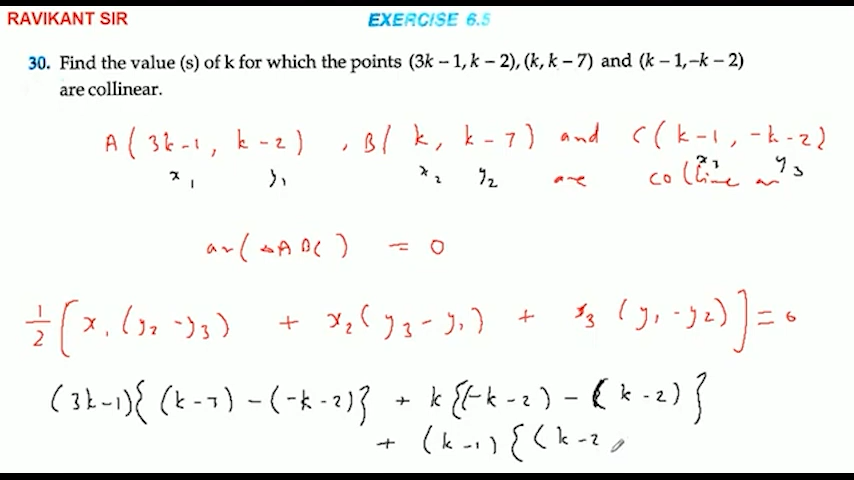 RAVIKANT SIR
EXERCISE 6.5
30. Find the value (s) of k for which the points (3k – 1, k – 2), (k, k – 7) and (k – 1, –k – 2)
are collinear.
A ( 3k-1, k-2 ) , B ( k, k-7 ) and C ( k-1, -k-2 )
x1 y1 x2 y2 x3 y3
are collinear
ar( △ABC ) = 0
1/2 [ x1 (y2 - y3) + x2 ( y3 - y1 ) + x3 ( y1 - y2 ) ] = 0
(3k-1){ (k-7) - (-k-2) } + k { (-k-2) - ( k-2 ) }
+ (k-1) { ( k-2